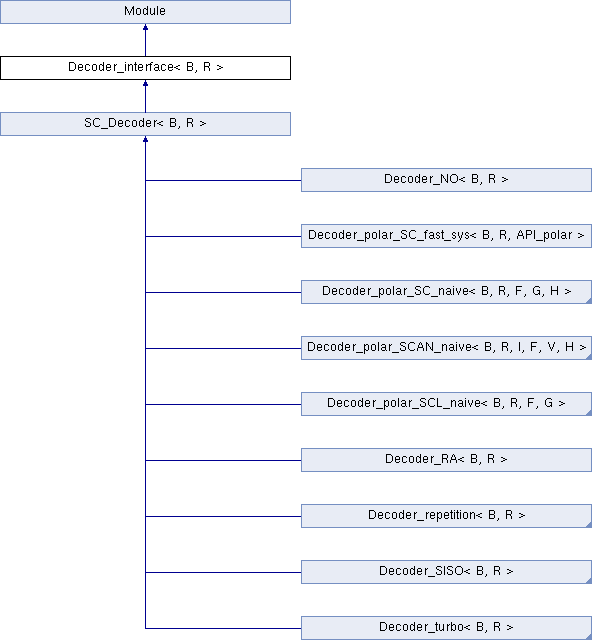 Module
Decoder_interface< B, R >
SC_Decoder< B, R >
Decoder_NO< B, R >
Decoder_polar_SC_fast_sys< B, R, API_polar >
Decoder_polar_SC_naive< B, R, F, G, H >
Decoder_polar_SCAN_naive< B, R, I, F, V, H >
Decoder_polar_SCL_naive< B, R, F, G >
Decoder_RA< B, R >
Decoder_repetition< B, R >
Decoder_SISO< B, R >
Decoder_turbo< B, R >